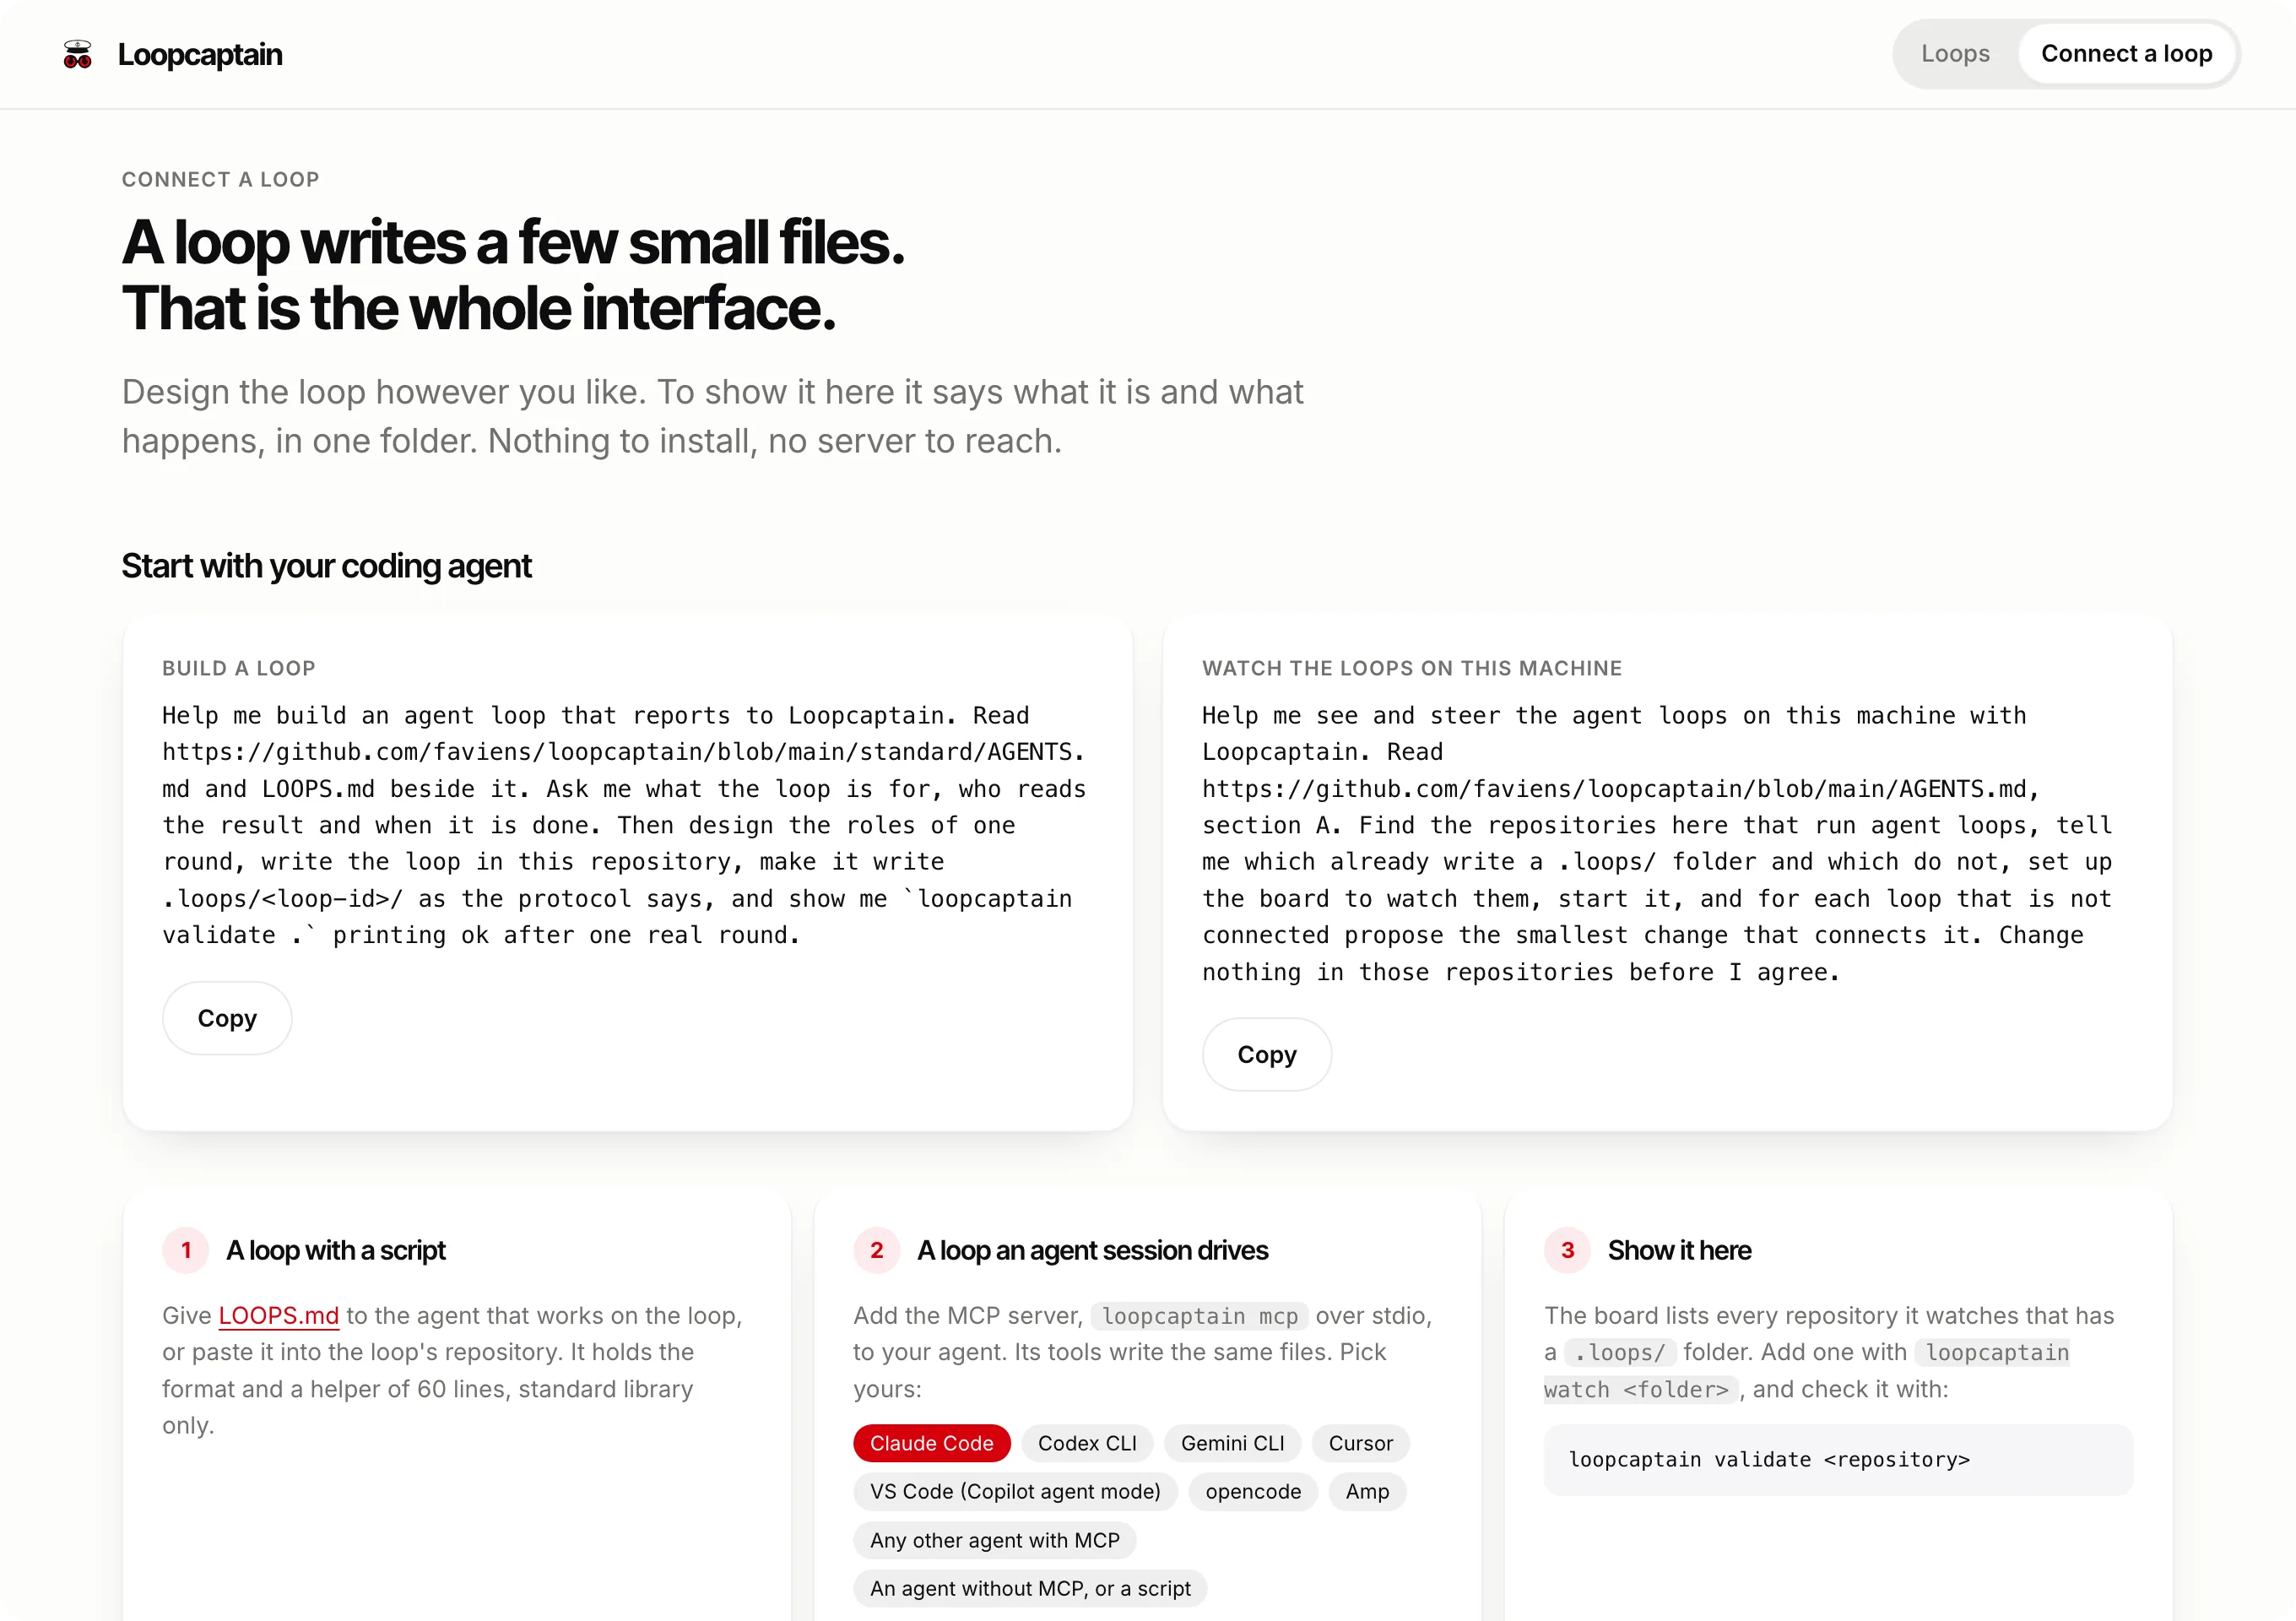 Loopcaptain
Loops
Connect a loop
CONNECT A LOOP
A loop writes a few small files.
That is the whole interface.
Design the loop however you like. To show it here it says what it is and what
happens, in one folder. Nothing to install, no server to reach.
Start with your coding agent
BUILD A LOOP
Help me build an agent loop that reports to Loopcaptain. Read
https://github.com/faviens/loopcaptain/blob/main/standard/AGENTS.
md and LOOPS.md beside it. Ask me what the loop is for, who reads
the result and when it is done. Then design the roles of one
round, write the loop in this repository, make it write
.loops/<loop-id>/ as the protocol says, and show me `loopcaptain
validate .` printing ok after one real round.
Copy
WATCH THE LOOPS ON THIS MACHINE
Help me see and steer the agent loops on this machine with
Loopcaptain. Read
https://github.com/faviens/loopcaptain/blob/main/AGENTS.md,
section A. Find the repositories here that run agent loops, tell
me which already write a .loops/ folder and which do not, set up
the board to watch them, start it, and for each loop that is not
connected propose the smallest change that connects it. Change
nothing in those repositories before I agree.
Copy
1
A loop with a script
Give LOOPS.md to the agent that works on the loop,
or paste it into the loop's repository. It holds the
format and a helper of 60 lines, standard library
only.
2
A loop an agent session drives
Add the MCP server, loopcaptain mcp over stdio,
to your agent. Its tools write the same files. Pick
yours:
Claude Code
Codex CLI
Gemini CLI
Cursor
VS Code (Copilot agent mode)
opencode
Amp
Any other agent with MCP
An agent without MCP, or a script
3
Show it here
The board lists every repository it watches that has
a .loops/ folder. Add one with loopcaptain
watch <folder>, and check it with:
loopcaptain validate <repository>